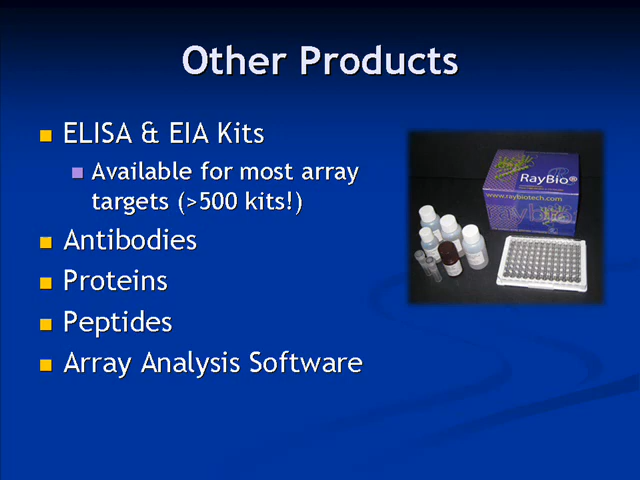 Other Products
ELISA & EIA Kits
Available for most array
targets (>500 kits!)
Antibodies
Proteins
Peptides
Array Analysis Software
RayBio®
www.raybiotech.com
raybio